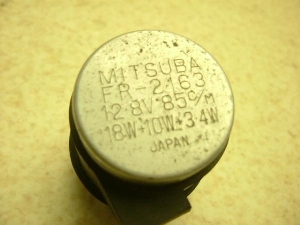 MITSUBA
FR-2163
12.8V 85c/M
18W+10W±3.4W
JAPAN